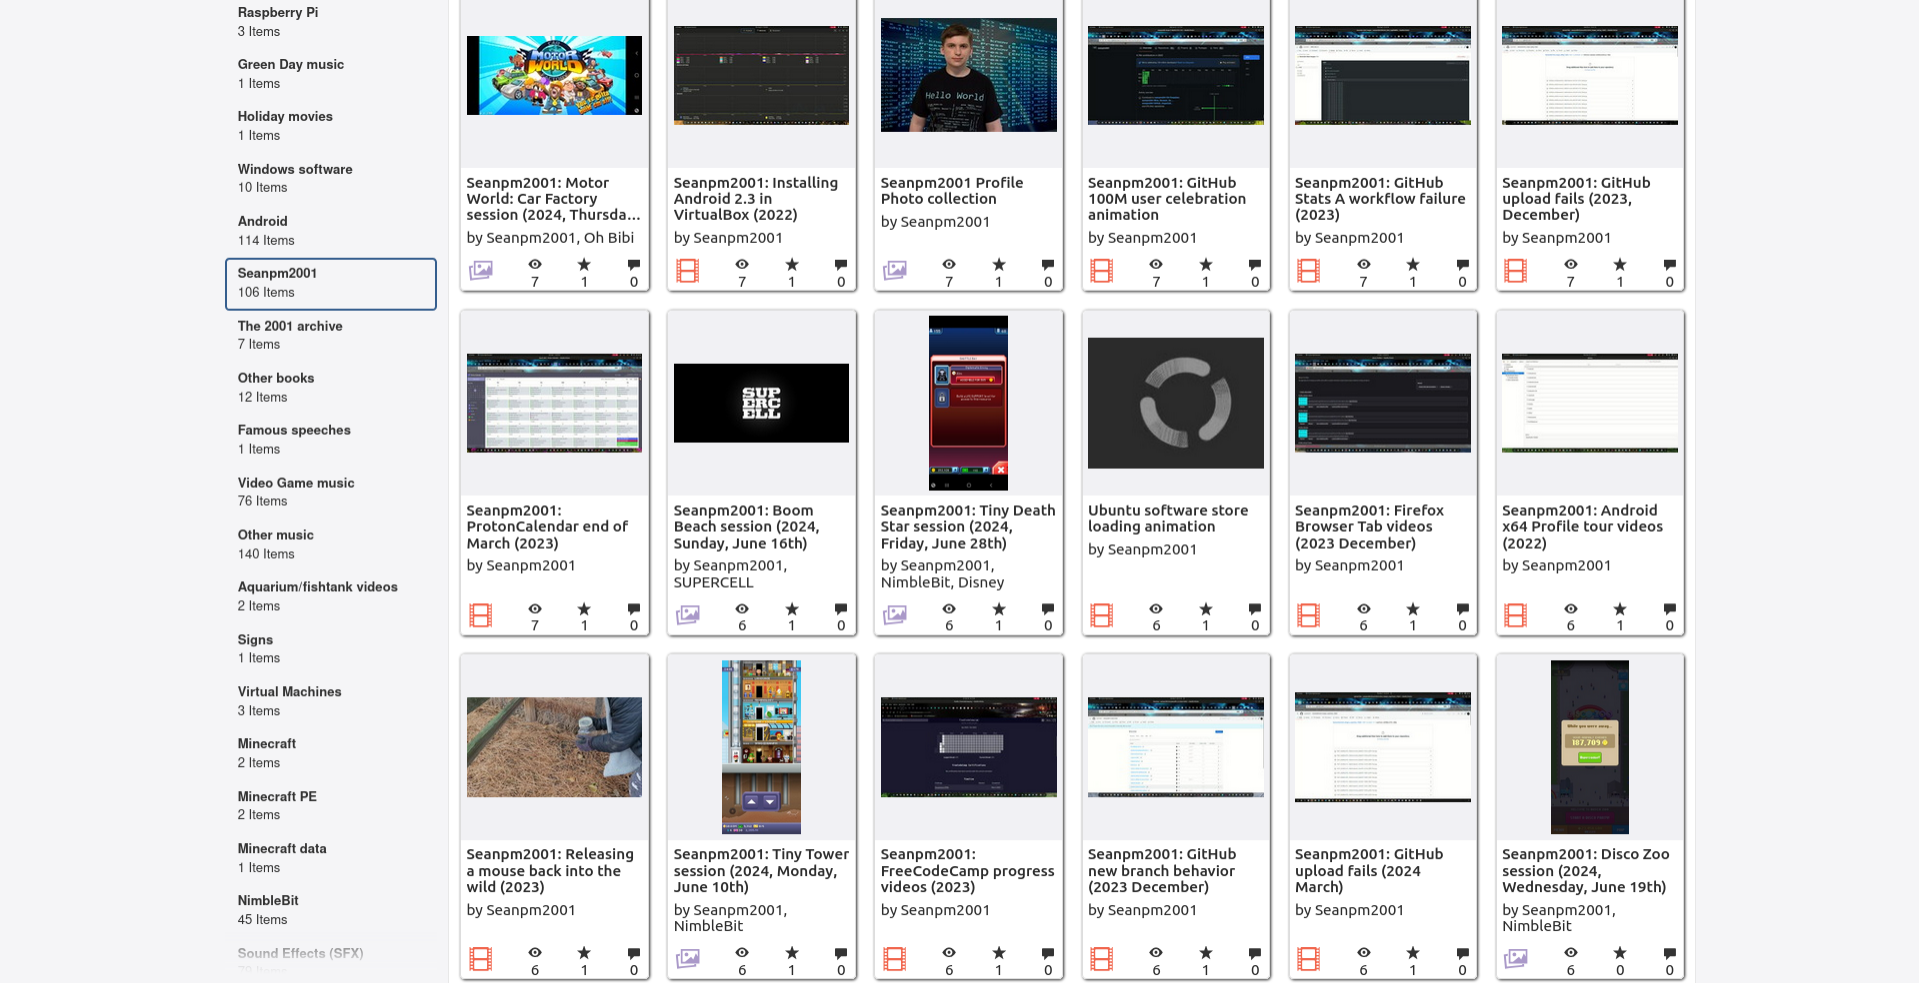 Raspberry Pi
3 Items
Green Day music
1 Items
Holiday movies
1 Items
Windows software
10 Items
Android
114 Items
Seanpm2001
106 Items
The 2001 archive
7 Items
Other books
12 Items
Famous speeches
1 Items
Video Game music
76 Items
Other music
140 Items
Aquarium/fishtank videos
2 Items
Signs
1 Items
Virtual Machines
3 Items
Minecraft
2 Items
Minecraft PE
2 Items
Minecraft data
1 Items
NimbleBit
45 Items
Sound Effects (SFX)
MOTOR
WORLD
Seanpm2001: Motor
World: Car Factory
session (2024, Thursda...
by Seanpm2001, Oh Bibi
7 1 0
Seanpm2001: Installing
Android 2.3 in
VirtualBox (2022)
by Seanpm2001
7 1 0
Hello World
Seanpm2001 Profile
Photo collection
by Seanpm2001
7 1 0
Seanpm2001: GitHub
100M user celebration
animation
by Seanpm2001
7 1 0
Seanpm2001: GitHub
Stats A workflow failure
(2023)
by Seanpm2001
7 1 0
Seanpm2001: GitHub
upload fails (2023,
December)
by Seanpm2001
7 1 0
Seanpm2001:
ProtonCalendar end of
March (2023)
by Seanpm2001
7 1 0
SUP
ERC
ELL
Seanpm2001: Boom
Beach session (2024,
Sunday, June 16th)
by Seanpm2001,
SUPERCELL
6 1 0
Seanpm2001: Tiny Death
Star session (2024,
Friday, June 28th)
by Seanpm2001,
NimbleBit, Disney
6 1 0
Ubuntu software store
loading animation
by Seanpm2001
6 1 0
Seanpm2001: Firefox
Browser Tab videos
(2023 December)
by Seanpm2001
6 1 0
Seanpm2001: Android
x64 Profile tour videos
(2022)
by Seanpm2001
6 1 0
Seanpm2001: Releasing
a mouse back into the
wild (2023)
by Seanpm2001
6 1 0
Seanpm2001: Tiny Tower
session (2024, Monday,
June 10th)
by Seanpm2001,
NimbleBit
6 1 0
Seanpm2001:
FreeCodeCamp progress
videos (2023)
by Seanpm2001
6 1 0
Seanpm2001: GitHub
new branch behavior
(2023 December)
by Seanpm2001
6 1 0
Seanpm2001: GitHub
upload fails (2024
March)
by Seanpm2001
6 1 0
While you were away...
187,709
Seanpm2001: Disco Zoo
session (2024,
Wednesday, June 19th)
by Seanpm2001,
NimbleBit
6 0 0